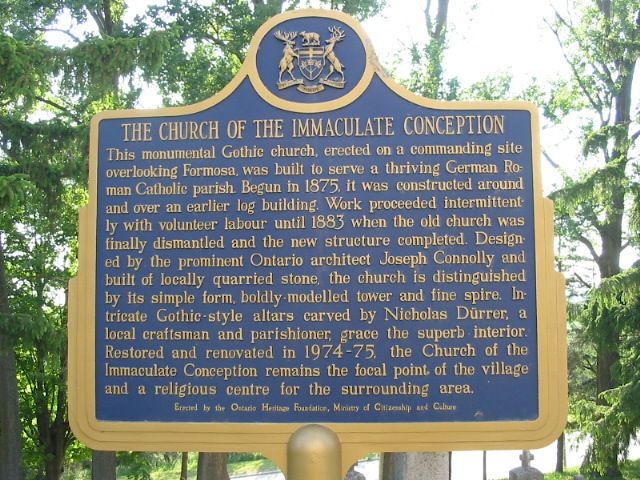 THE CHURCH OF THE IMMACULATE CONCEPTION
This monumental Gothic church, erected on a commanding site
overlooking Formosa, was built to serve a thriving German Ro-
man Catholic parish. Begun in 1875, it was constructed around
and over an earlier log building. Work proceeded intermittent-
ly with volunteer labour until 1883 when the old church was
finally dismantled and the new structure completed. Design-
ed by the prominent Ontario architect Joseph Connolly and
built of locally quarried stone, the church is distinguished
by its simple form, boldly-modelled tower and fine spire. In-
tricate Gothic-style altars carved by Nicholas Dürrer, a
local craftsman and parishioner, grace the superb interior.
Restored and renovated in 1974-75, the Church of the
Immaculate Conception remains the focal point of the village
and a religious centre for the surrounding area.
Erected by the Ontario Heritage Foundation, Ministry of Citizenship and Culture